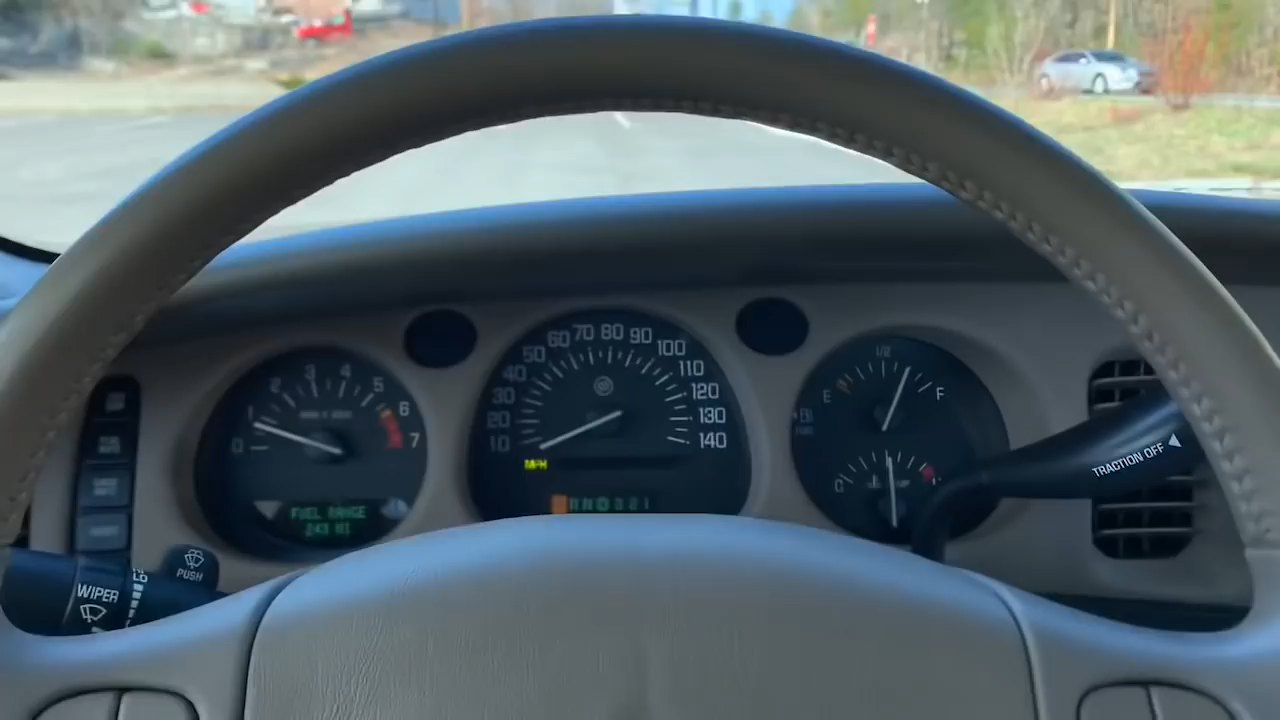 0 1 2 3 4 5 6 7
FUEL RANGE
243 MI
10 20 30 40 50 60 70 80 90 100 110 120 130 140
MPH
E 1/2 F
C
TRACTION OFF
PUSH
WIPER